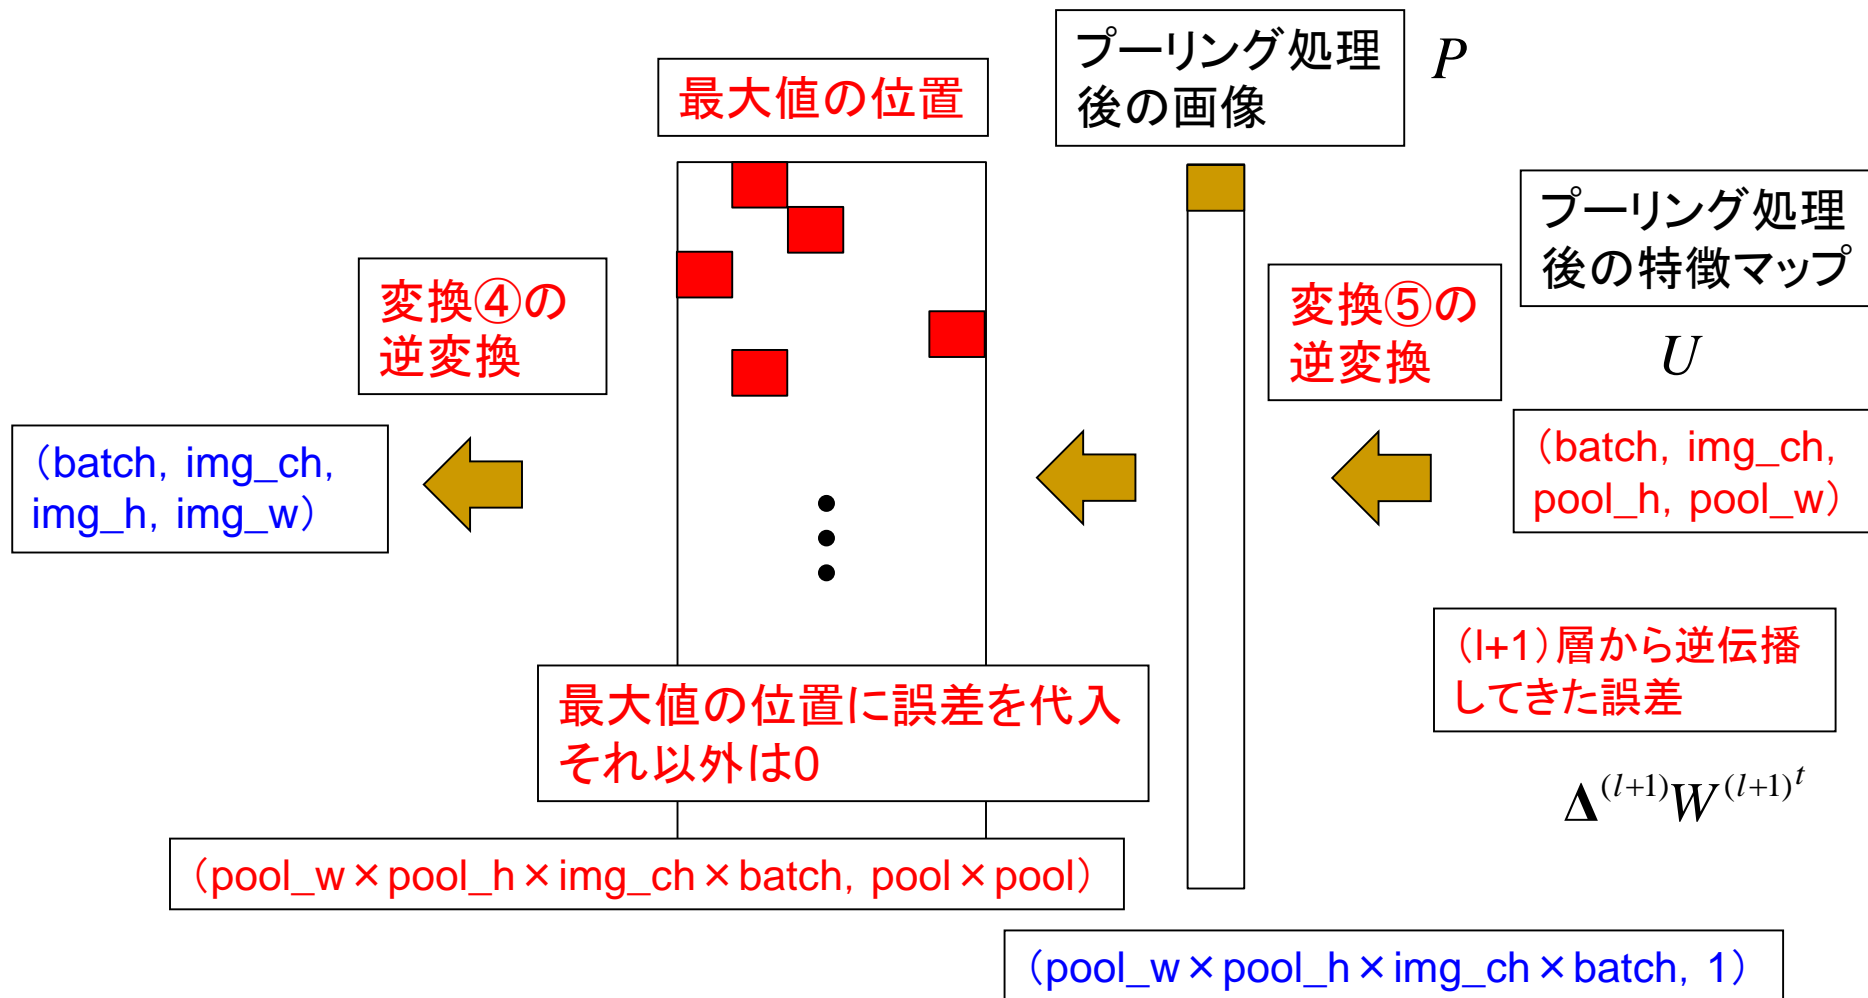 プーリング処理
後の画像
P
最大値の位置
プーリング処理
後の特徴マップ
U
変換④の
逆変換
変換⑤の
逆変換
(batch, img_ch,
img_h, img_w)
(batch, img_ch,
pool_h, pool_w)
(l+1)層から逆伝播
してきた誤差
最大値の位置に誤差を代入
それ以外は0
Δ^{(l+1)}W^{(l+1)^t}
(pool_w×pool_h×img_ch×batch, pool×pool)
(pool_w×pool_h×img_ch×batch, 1)